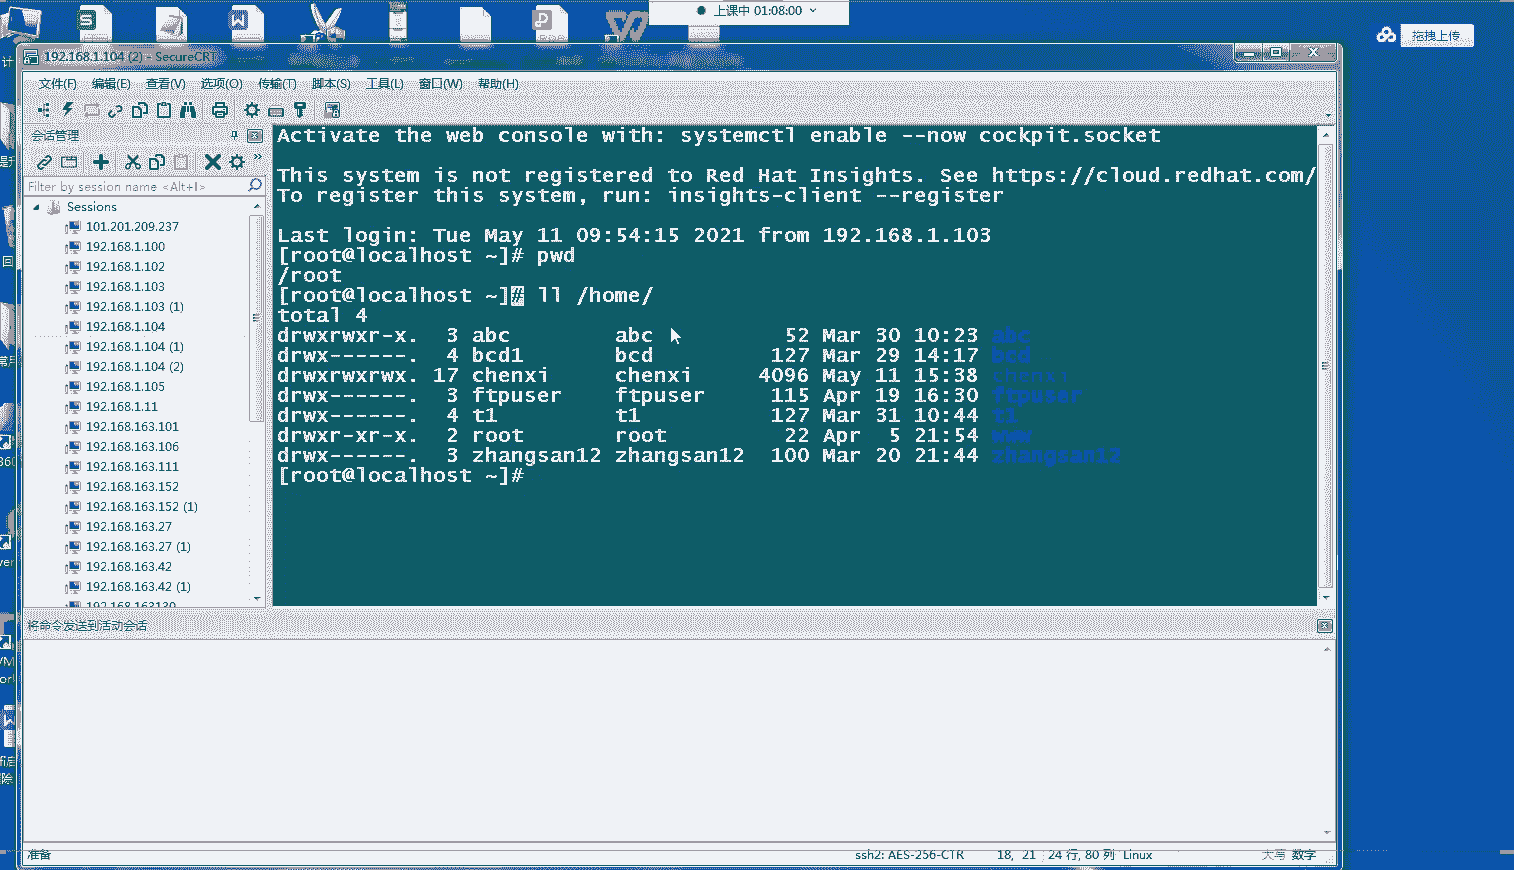 上课中 01:08:00
拖拽上传
192.168.1.104 (2) - SecureCRT
文件(F) 编辑(E) 查看(V) 选项(O) 传输(T) 脚本(S) 工具(L) 窗口(W) 帮助(H)
会话管理
Filter by session name <Alt+I>
Sessions
101.201.209.237
192.168.1.100
192.168.1.102
192.168.1.103
192.168.1.103 (1)
192.168.1.104
192.168.1.104 (1)
192.168.1.104 (2)
192.168.1.105
192.168.1.11
192.168.163.101
192.168.163.106
192.168.163.111
192.168.163.152
192.168.163.152 (1)
192.168.163.27
192.168.163.27 (1)
192.168.163.42
192.168.163.42 (1)
192.168.163130
Activate the web console with: systemctl enable --now cockpit.socket
This system is not registered to Red Hat Insights. See https://cloud.redhat.com/
To register this system, run: insights-client --register
Last login: Tue May 11 09:54:15 2021 from 192.168.1.103
[root@localhost ~]# pwd
/root
[root@localhost ~]# ll /home/
total 4
drwxrwxr-x. 3 abc abc 52 Mar 30 10:23 abc
drwx------. 4 bcd1 bcd 127 Mar 29 14:17 bcd
drwxrwxrwx. 17 chenxi chenxi 4096 May 11 15:38 chenxi
drwx------. 3 ftpuser ftpuser 115 Apr 19 16:30 ftpuser
drwx------. 4 t1 t1 127 Mar 31 10:44 t1
drwxr-xr-x. 2 root root 22 Apr 5 21:54 www
drwx------. 3 zhangsan12 zhangsan12 100 Mar 20 21:44 zhangsan12
[root@localhost ~]#
将命令发送到活动会话
准备
ssh2: AES-256-CTR 18, 21 24 行, 80 列 Linux 大写 数字